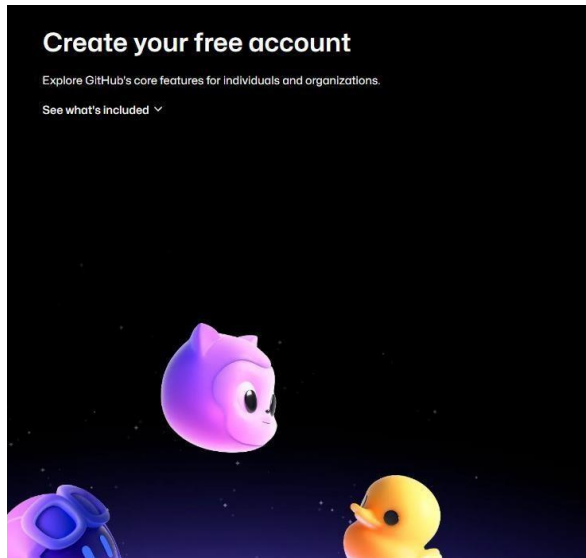 Create your free account
Explore GitHub's core features for individuals and organizations.
See what's included